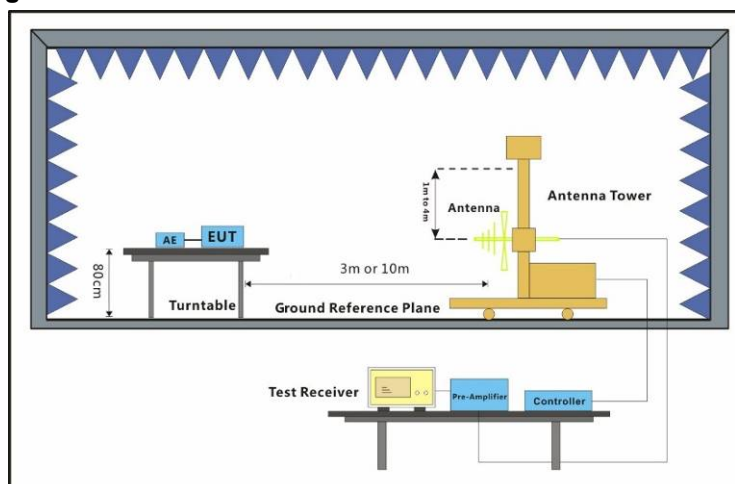 1m to 4m
Antenna Tower
Antenna
AE
EUT
3m or 10m
80cm
Turntable
Ground Reference Plane
Test Receiver
Pre-Amplifier
Controller